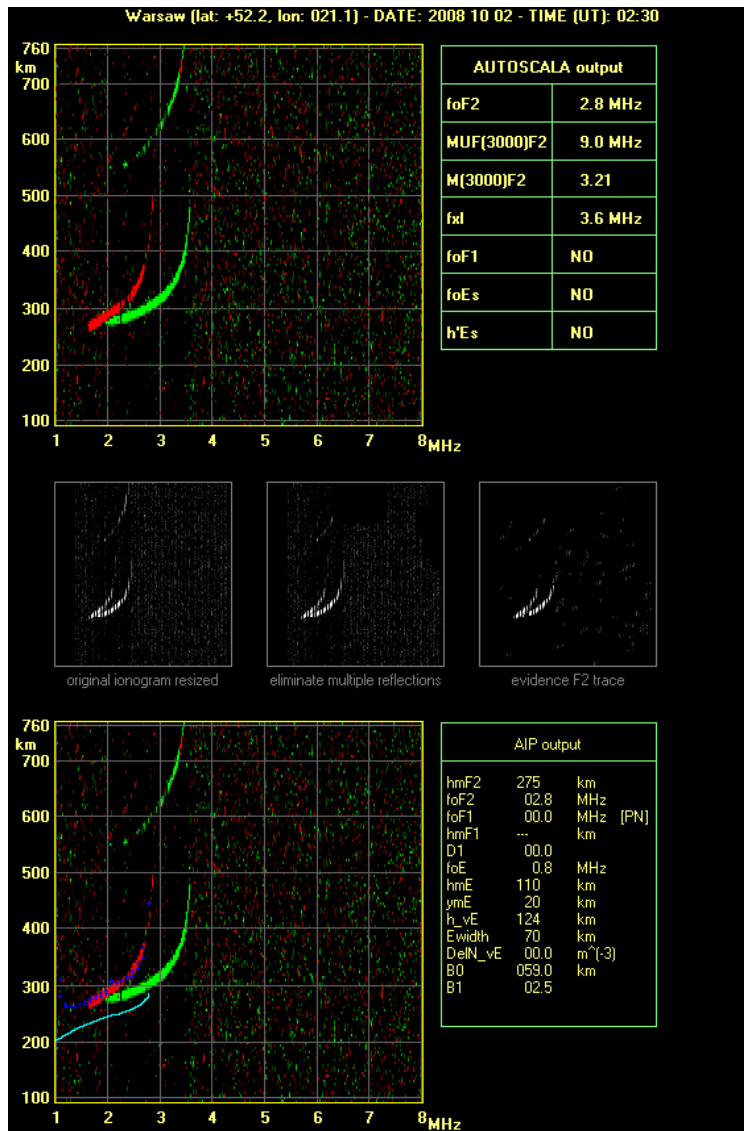 Warsaw (lat: +52.2, lon: 021.1) - DATE: 2008 10 02 - TIME (UT): 02:30
760
km
700
600
500
400
300
200
100
1 2 3 4 5 6 7 8 MHz
AUTOSCALA output
foF2 2.8 MHz
MUF(3000)F2 9.0 MHz
M(3000)F2 3.21
fxI 3.6 MHz
foF1 NO
foEs NO
h'Es NO
original ionogram resized
eliminate multiple reflections
evidence F2 trace
760
km
700
600
500
400
300
200
100
1 2 3 4 5 6 7 8 MHz
AIP output
hmF2 275 km
foF2 02.8 MHz
foF1 00.0 MHz [PN]
hmF1 --- km
D1 00.0
foE 0.8 MHz
hmE 110 km
ymE 20 km
h_vE 124 km
Ewidth 70 km
DelN_vE 00.0 m^(-3)
B0 059.0 km
B1 02.5